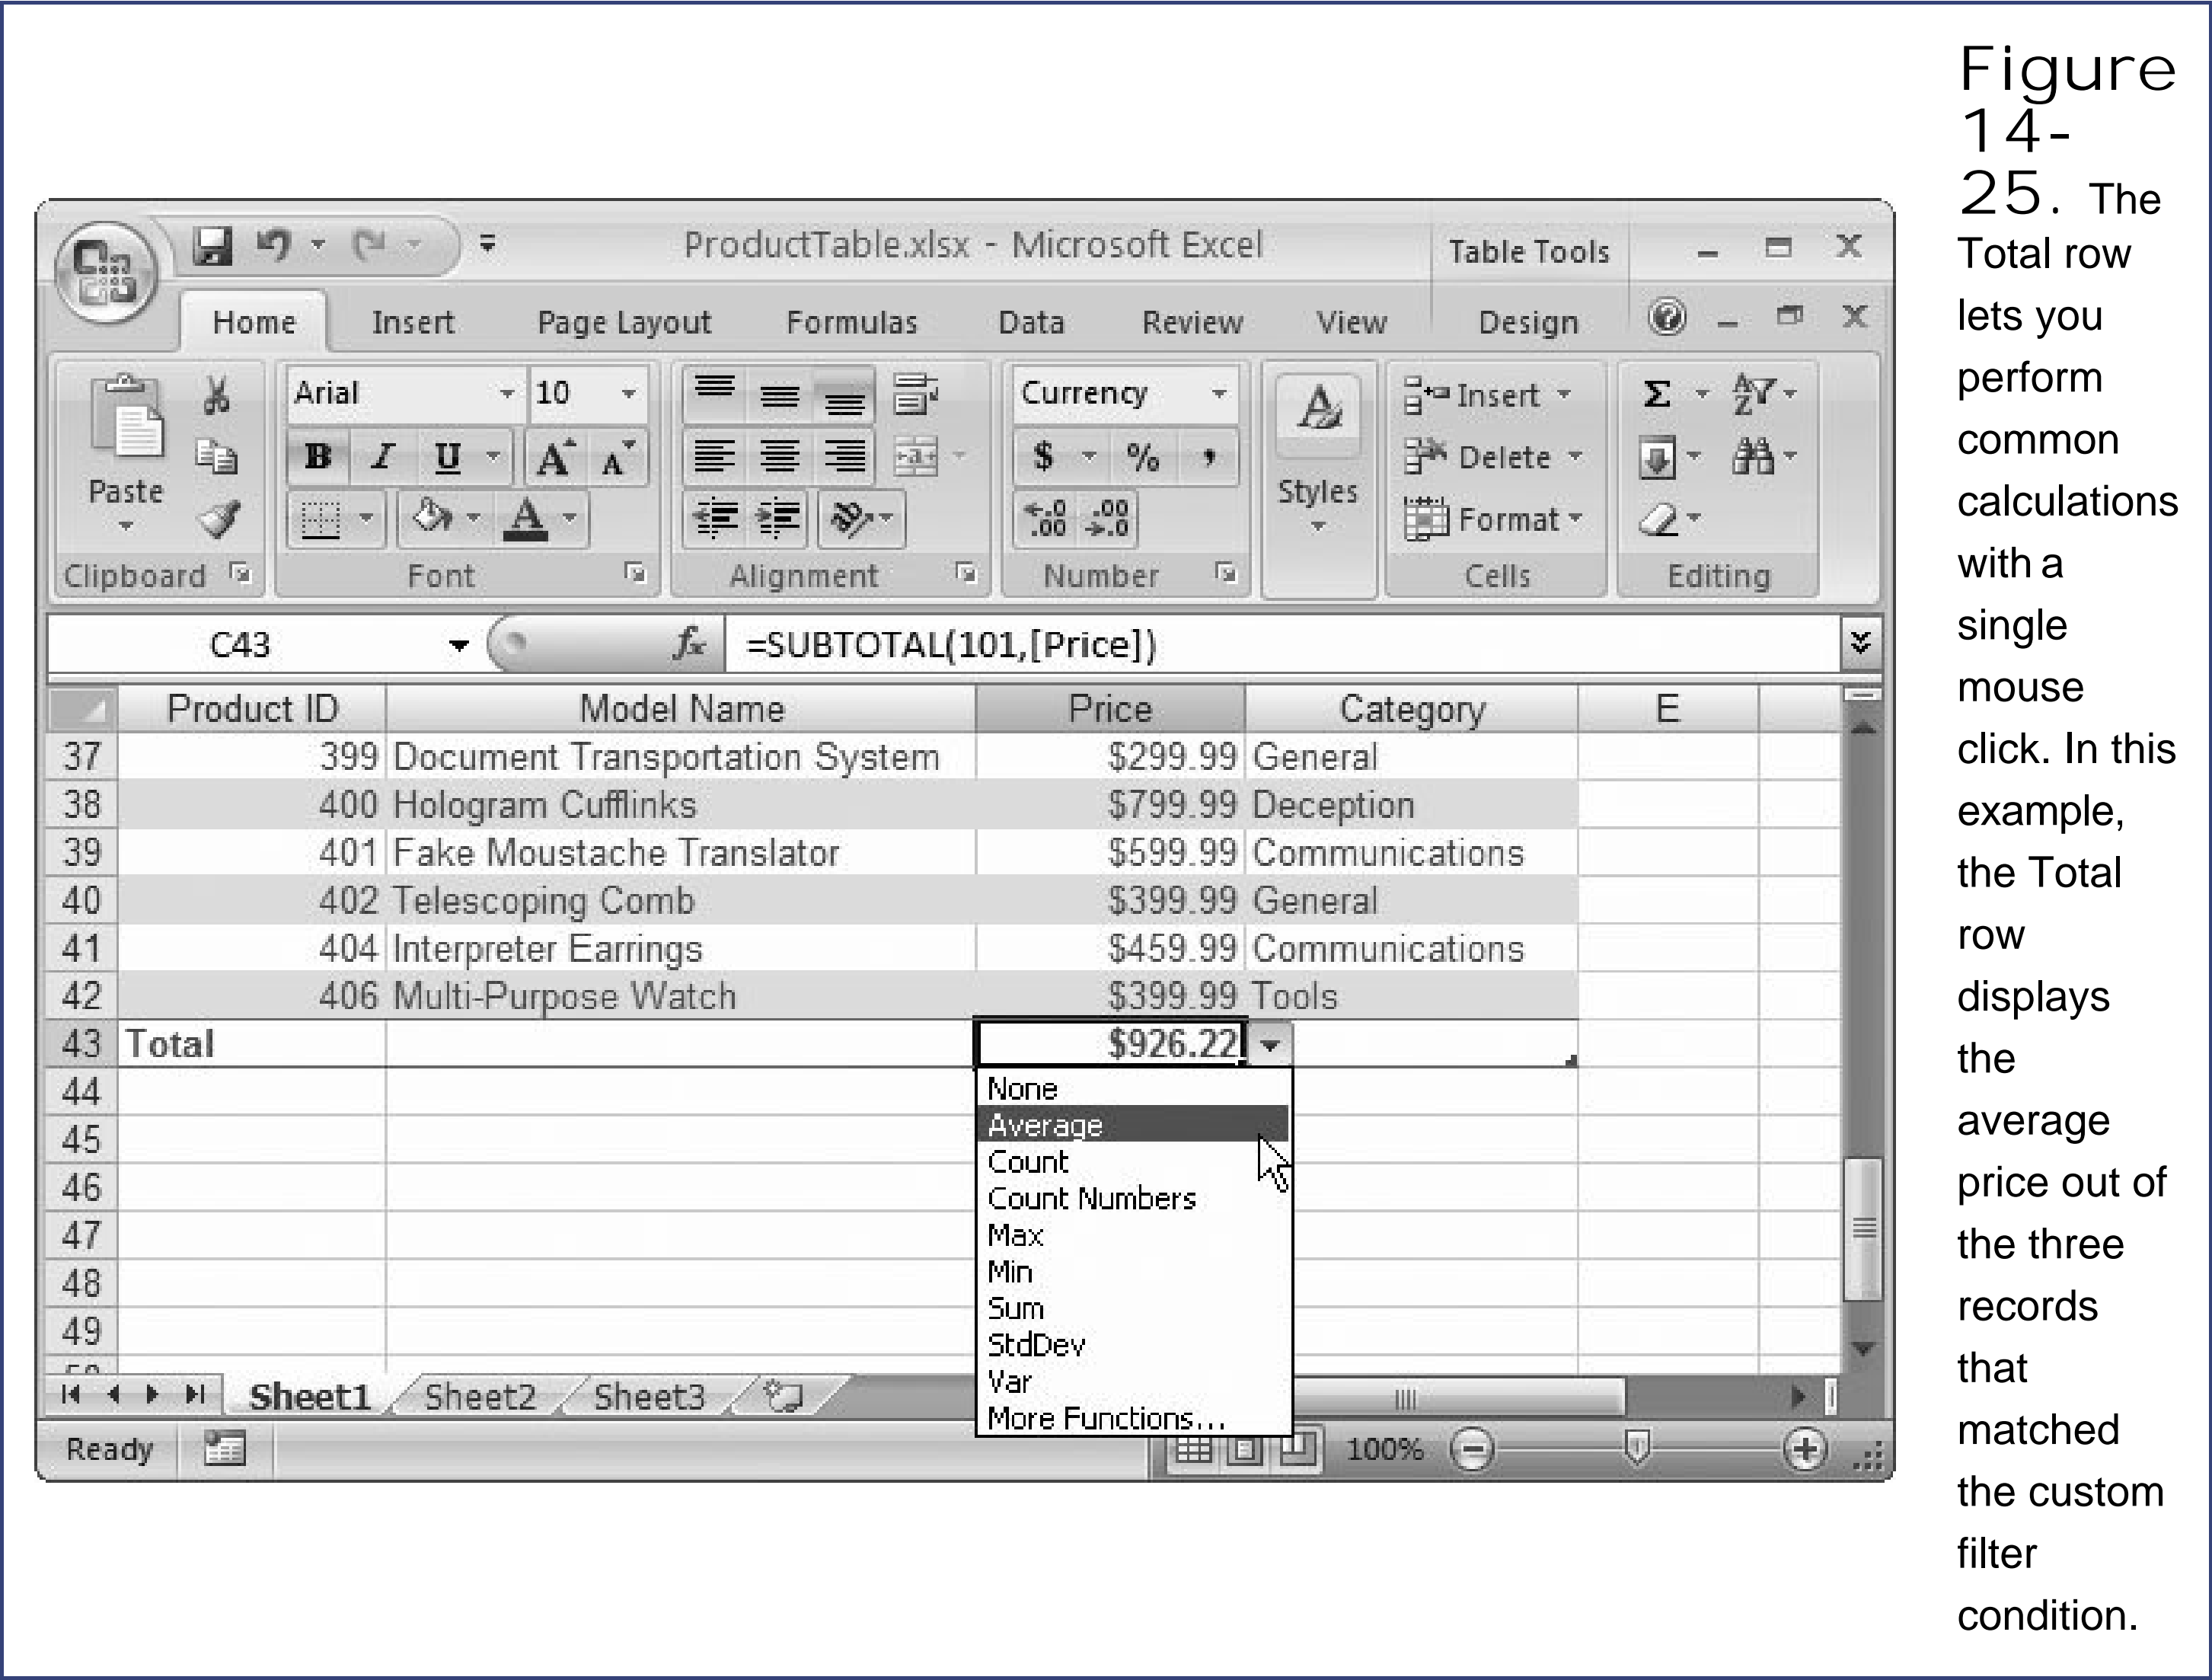 ProductTable.xlsx - Microsoft Excel
Table Tools
Home Insert Page Layout Formulas Data Review View Design
Arial 10 Currency Insert
B I U A A $ % , Delete
Paste Styles Format
Clipboard Font Alignment Number Cells Editing
C43 fx =SUBTOTAL(101,[Price])
Product ID Model Name Price Category E
37 399 Document Transportation System $299.99 General
38 400 Hologram Cufflinks $799.99 Deception
39 401 Fake Moustache Translator $599.99 Communications
40 402 Telescoping Comb $399.99 General
41 404 Interpreter Earrings $459.99 Communications
42 406 Multi-Purpose Watch $399.99 Tools
43 Total $926.22
44
45
46
47
48
49
None
Average
Count
Count Numbers
Max
Min
Sum
StdDev
Var
More Functions...
Sheet1 Sheet2 Sheet3
Ready 100%
Figure
14-
25. The
Total row
lets you
perform
common
calculations
with a
single
mouse
click. In this
example,
the Total
row
displays
the
average
price out of
the three
records
that
matched
the custom
filter
condition.